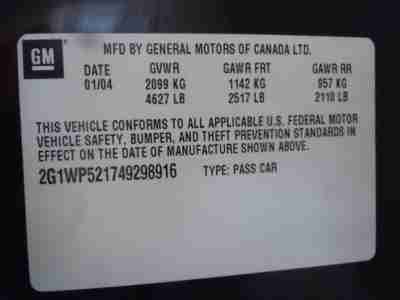 GM
MFD BY GENERAL MOTORS OF CANADA LTD.
DATE GVWR GAWR FRT GAWR RR
01/04 2099 KG 1142 KG 957 KG
4627 LB 2517 LB 2110 LB
THIS VEHICLE CONFORMS TO ALL APPLICABLE U.S. FEDERAL MOTOR
VEHICLE SAFETY, BUMPER, AND THEFT PREVENTION STANDARDS IN
EFFECT ON THE DATE OF MANUFACTURE SHOWN ABOVE.
2G1WP521749298916 TYPE: PASS CAR